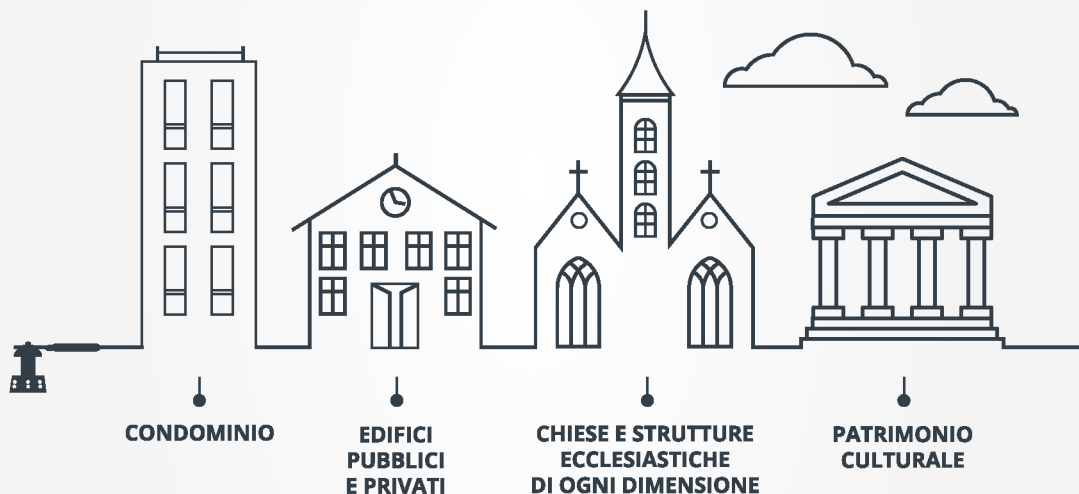 CONDOMINIO
EDIFICI
PUBBLICI
E PRIVATI
CHIESE E STRUTTURE
ECCLESIASTICHE
DI OGNI DIMENSIONE
PATRIMONIO
CULTURALE